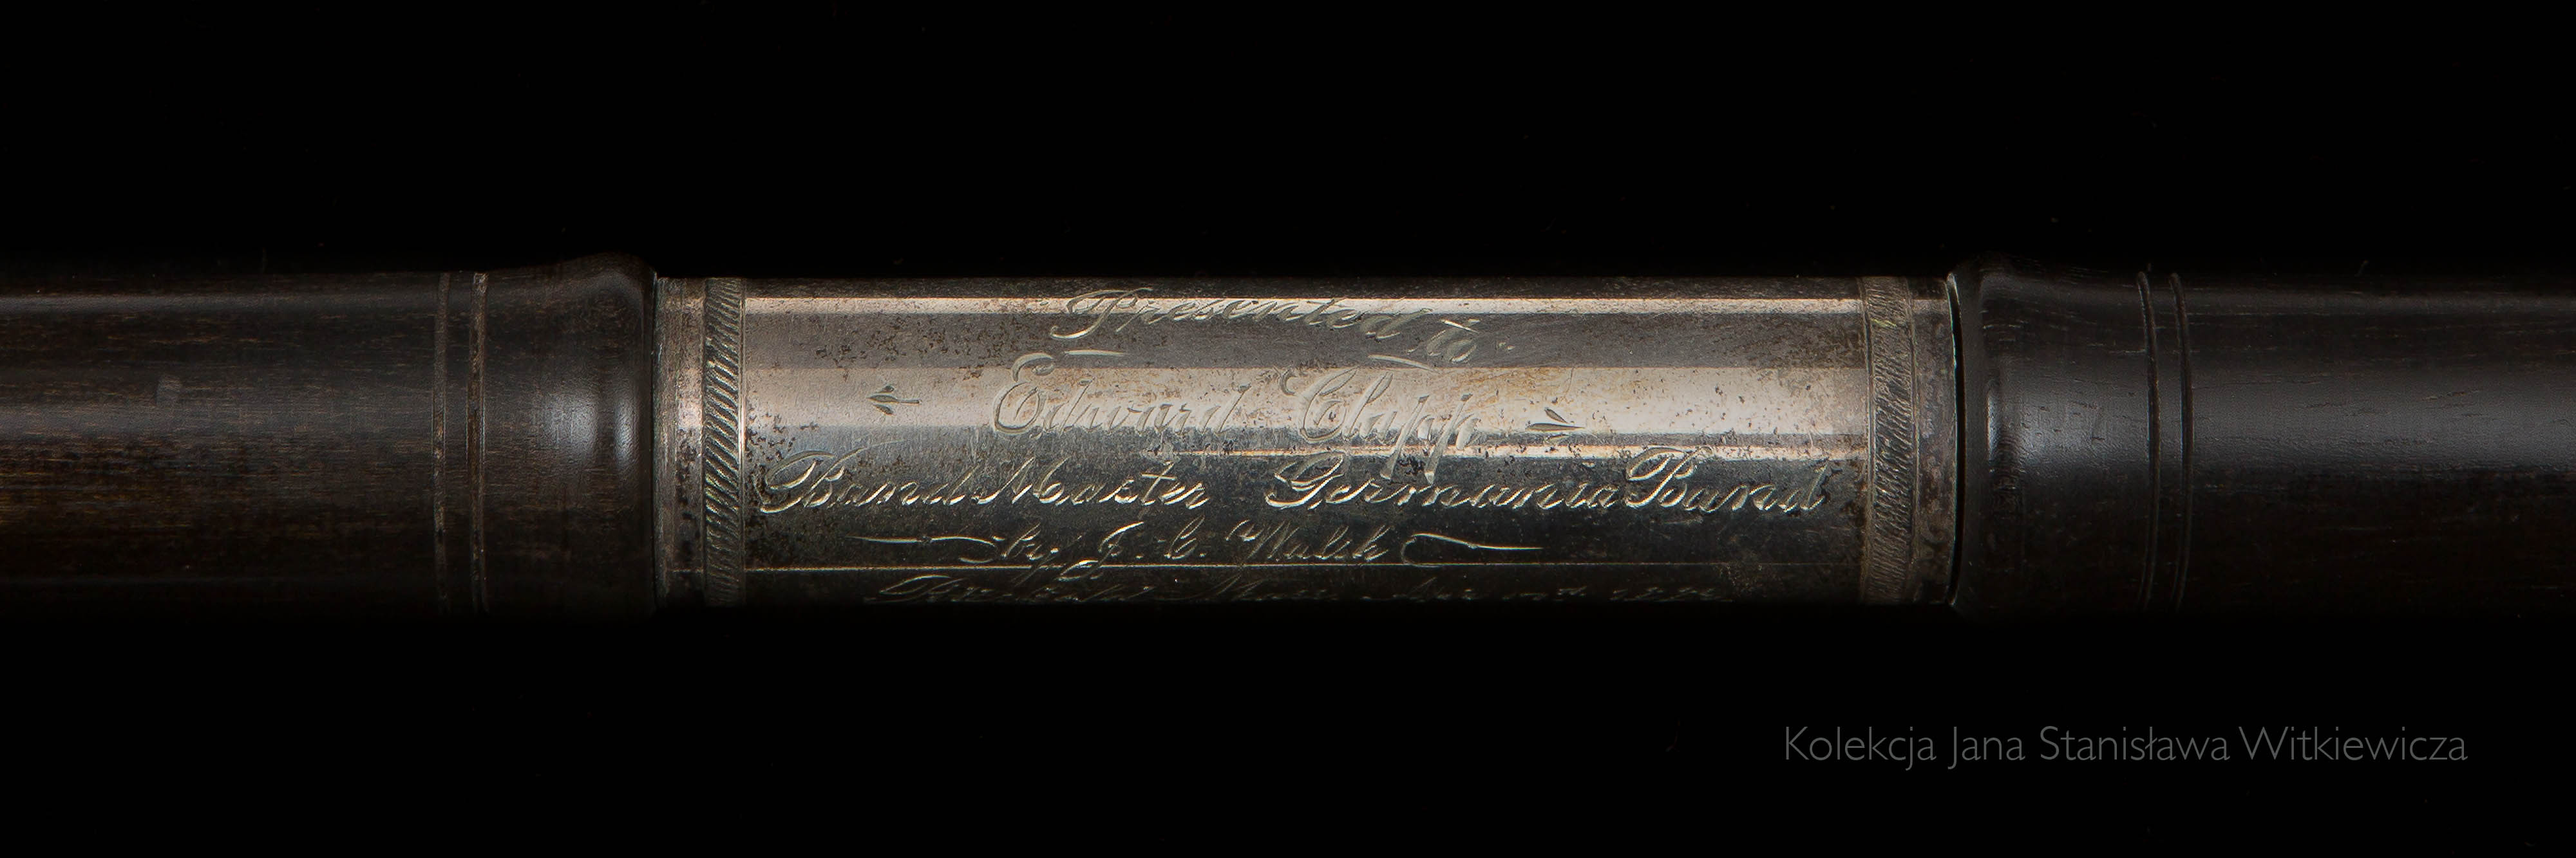 Presented to
Edward Clapp
Band Master Germania Band
by J. C. Walsh
Kolekcja Jana Stanisława Witkiewicza